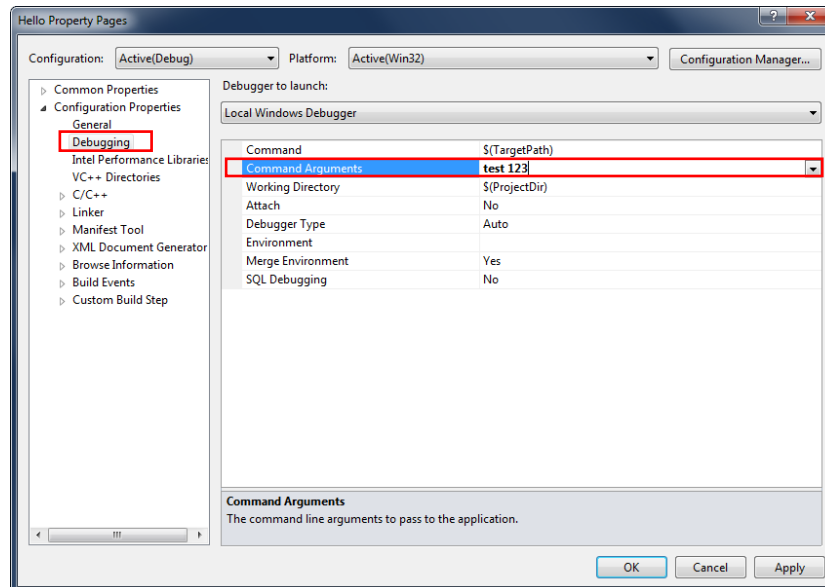 Hello Property Pages
Configuration: Active(Debug) Platform: Active(Win32) Configuration Manager...
Common Properties
Configuration Properties
General
Debugging
Intel Performance Libraries
VC++ Directories
C/C++
Linker
Manifest Tool
XML Document Generator
Browse Information
Build Events
Custom Build Step
Debugger to launch:
Local Windows Debugger
Command $(TargetPath)
Command Arguments test 123
Working Directory $(ProjectDir)
Attach No
Debugger Type Auto
Environment
Merge Environment Yes
SQL Debugging No
Command Arguments
The command line arguments to pass to the application.
OK Cancel Apply